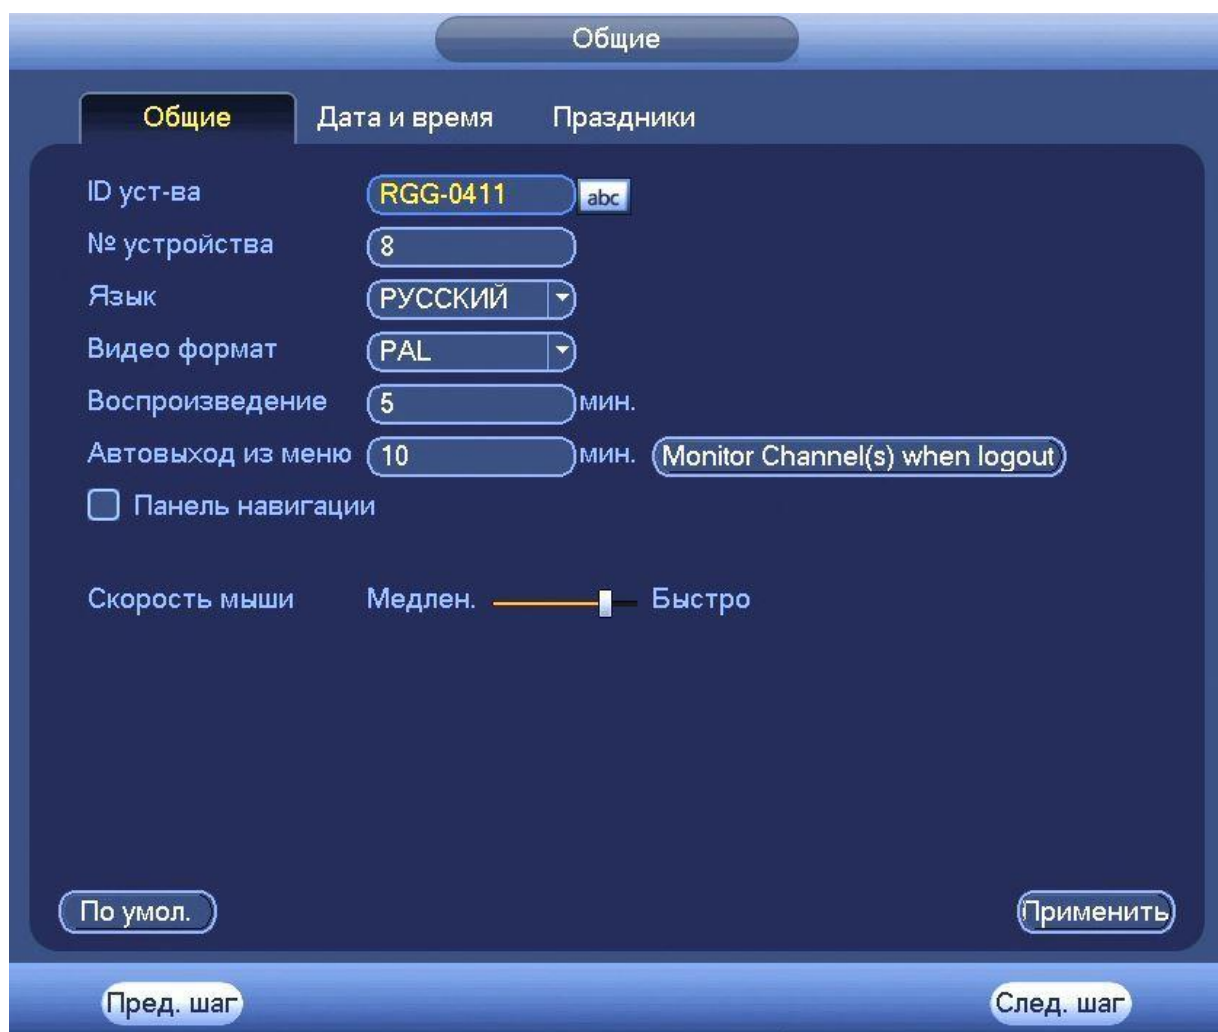 Общие
Общие Дата и время Праздники
ID уст-ва RGG-0411 abc
№ устройства 8
Язык РУССКИЙ
Видео формат PAL
Воспроизведение 5 мин.
Автовыход из меню 10 мин. Monitor Channel(s) when logout
Панель навигации
Скорость мыши Медлен. Быстро
По умол. Применить
Пред. шаг След. шаг